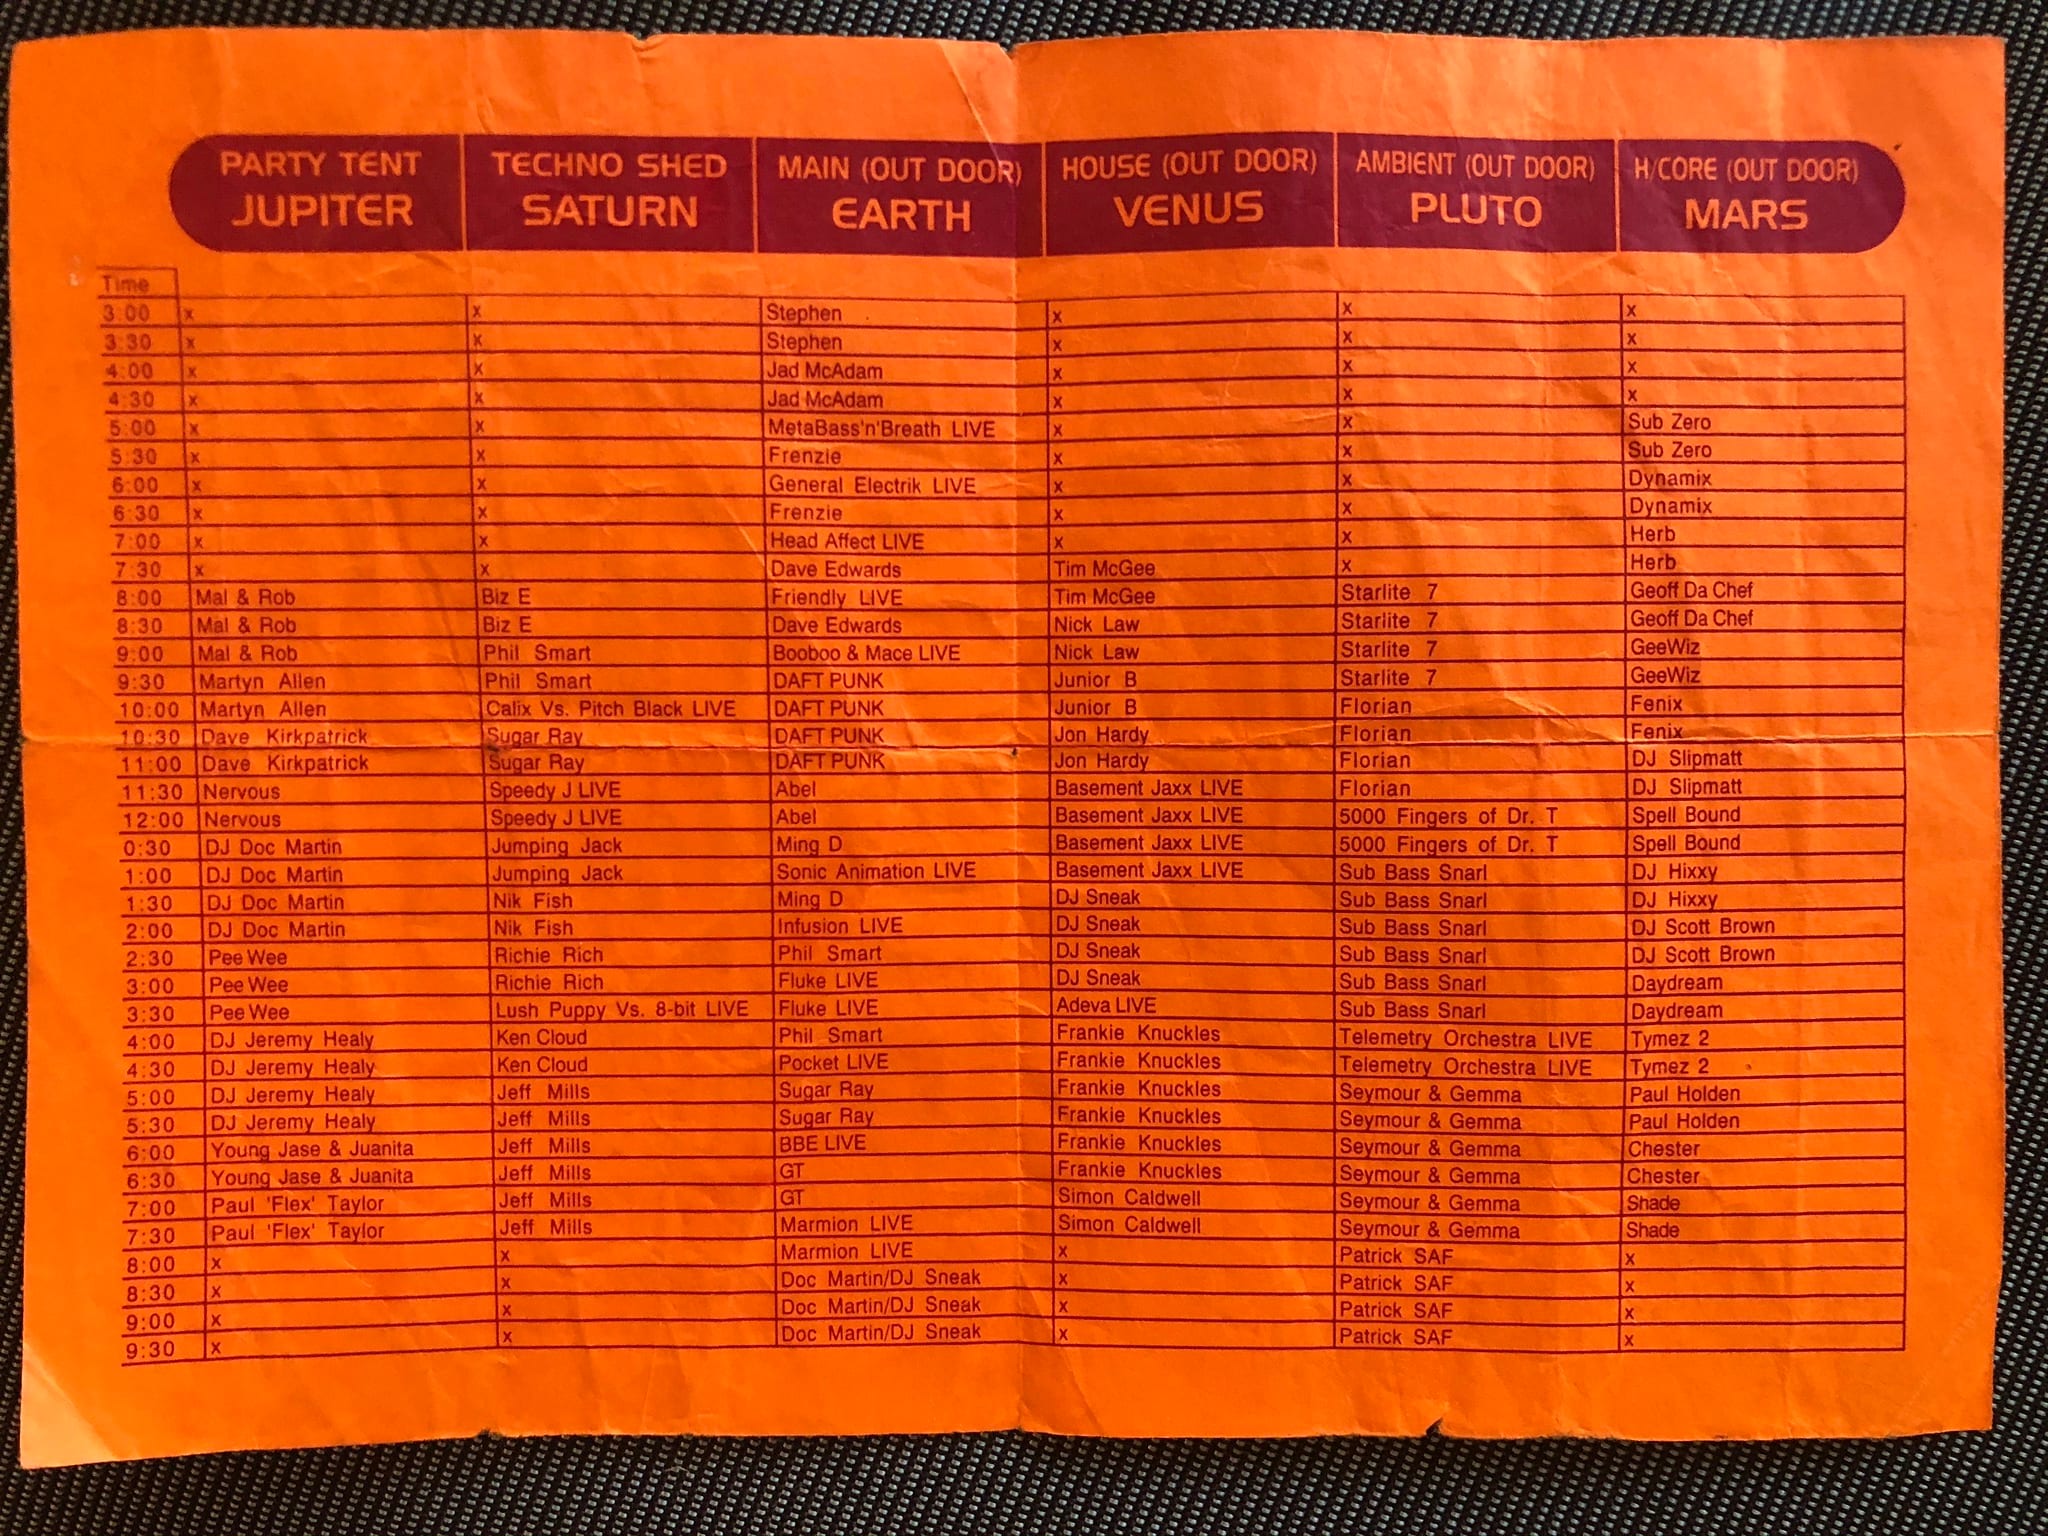 PARTY TENT JUPITER TECHNO SHED SATURN MAIN (OUT DOOR) EARTH HOUSE (OUT DOOR) VENUS AMBIENT (OUT DOOR) PLUTO H/CORE (OUT DOOR) MARS
Time
3:00 x x Stephen x x x
3:30 x x Stephen x x x
4:00 x x Jad McAdam x x x
4:30 x x Jad McAdam x x x
5:00 x x MetaBass'n'Breath LIVE x x Sub Zero
5:30 x x Frenzie x x Sub Zero
6:00 x x General Electrik LIVE x x Dynamix
6:30 x x Frenzie x x Dynamix
7:00 x x Head Affect LIVE x x Herb
7:30 x x Dave Edwards Tim McGee x Herb
8:00 Mal & Rob Biz E Friendly LIVE Tim McGee Starlite 7 Geoff Da Chef
8:30 Mal & Rob Biz E Dave Edwards Nick Law Starlite 7 Geoff Da Chef
9:00 Mal & Rob Phil Smart Booboo & Mace LIVE Nick Law Starlite 7 GeeWiz
9:30 Martyn Allen Phil Smart DAFT PUNK Junior B Starlite 7 GeeWiz
10:00 Martyn Allen Calix Vs. Pitch Black LIVE DAFT PUNK Junior B Florian Fenix
10:30 Dave Kirkpatrick Sugar Ray DAFT PUNK Jon Hardy Florian Fenix
11:00 Dave Kirkpatrick Sugar Ray DAFT PUNK Jon Hardy Florian DJ Slipmatt
11:30 Nervous Speedy J LIVE Abel Basement Jaxx LIVE Florian DJ Slipmatt
12:00 Nervous Speedy J LIVE Abel Basement Jaxx LIVE 5000 Fingers of Dr. T Spell Bound
0:30 DJ Doc Martin Jumping Jack Ming D Basement Jaxx LIVE 5000 Fingers of Dr. T Spell Bound
1:00 DJ Doc Martin Jumping Jack Sonic Animation LIVE Basement Jaxx LIVE Sub Bass Snarl DJ Hixxy
1:30 DJ Doc Martin Nik Fish Ming D DJ Sneak Sub Bass Snarl DJ Hixxy
2:00 DJ Doc Martin Nik Fish Infusion LIVE DJ Sneak Sub Bass Snarl DJ Scott Brown
2:30 Pee Wee Richie Rich Phil Smart DJ Sneak Sub Bass Snarl DJ Scott Brown
3:00 Pee Wee Richie Rich Fluke LIVE DJ Sneak Sub Bass Snarl Daydream
3:30 Pee Wee Lush Puppy Vs. 8-bit LIVE Fluke LIVE Adeva LIVE Sub Bass Snarl Daydream
4:00 DJ Jeremy Healy Ken Cloud Phil Smart Frankie Knuckles Telemetry Orchestra LIVE Tymez 2
4:30 DJ Jeremy Healy Ken Cloud Pocket LIVE Frankie Knuckles Telemetry Orchestra LIVE Tymez 2
5:00 DJ Jeremy Healy Jeff Mills Sugar Ray Frankie Knuckles Seymour & Gemma Paul Holden
5:30 DJ Jeremy Healy Jeff Mills Sugar Ray Frankie Knuckles Seymour & Gemma Paul Holden
6:00 Young Jase & Juanita Jeff Mills BBE LIVE Frankie Knuckles Seymour & Gemma Chester
6:30 Young Jase & Juanita Jeff Mills GT Frankie Knuckles Seymour & Gemma Chester
7:00 Paul 'Flex' Taylor Jeff Mills GT Simon Caldwell Seymour & Gemma Shade
7:30 Paul 'Flex' Taylor Jeff Mills Marmion LIVE Simon Caldwell Seymour & Gemma Shade
8:00 x x Marmion LIVE x Patrick SAF x
8:30 x x Doc Martin/DJ Sneak x Patrick SAF x
9:00 x x Doc Martin/DJ Sneak x Patrick SAF x
9:30 x x Doc Martin/DJ Sneak x Patrick SAF x